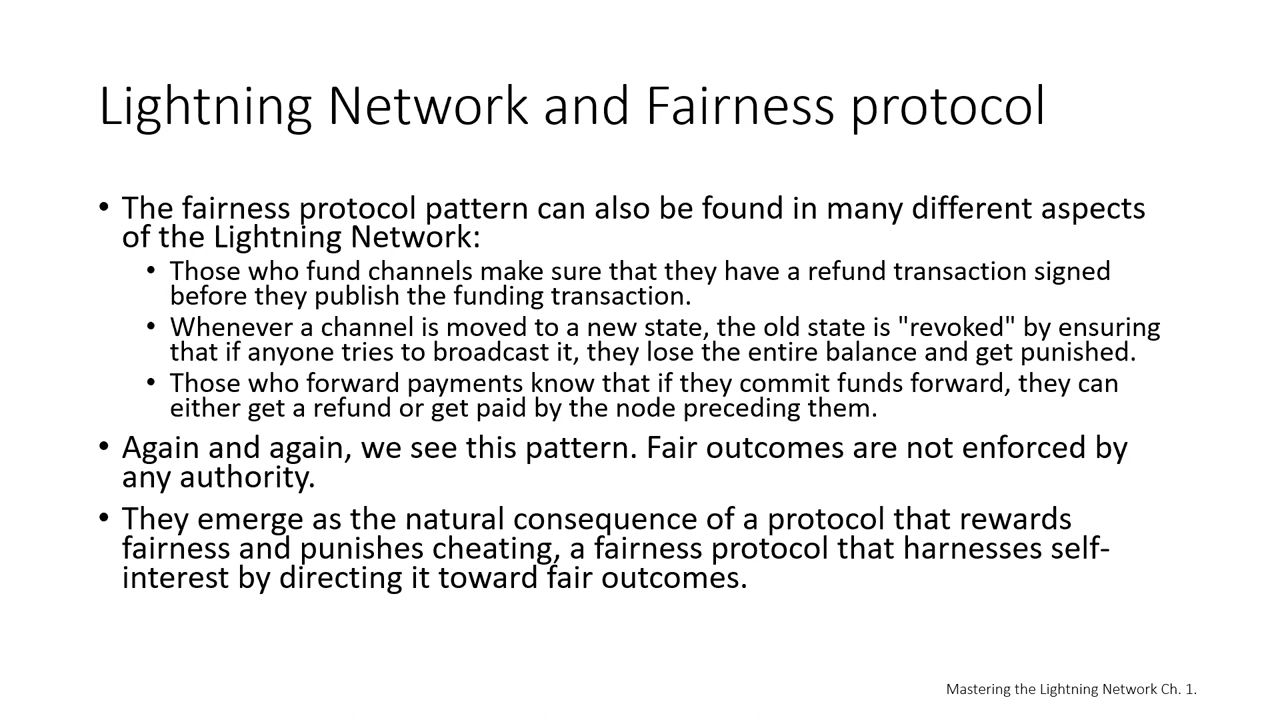 Lightning Network and Fairness protocol
• The fairness protocol pattern can also be found in many different aspects
of the Lightning Network:
• Those who fund channels make sure that they have a refund transaction signed
before they publish the funding transaction.
• Whenever a channel is moved to a new state, the old state is "revoked" by ensuring
that if anyone tries to broadcast it, they lose the entire balance and get punished.
• Those who forward payments know that if they commit funds forward, they can
either get a refund or get paid by the node preceding them.
• Again and again, we see this pattern. Fair outcomes are not enforced by
any authority.
• They emerge as the natural consequence of a protocol that rewards
fairness and punishes cheating, a fairness protocol that harnesses self-
interest by directing it toward fair outcomes.
Mastering the Lightning Network Ch. 1.